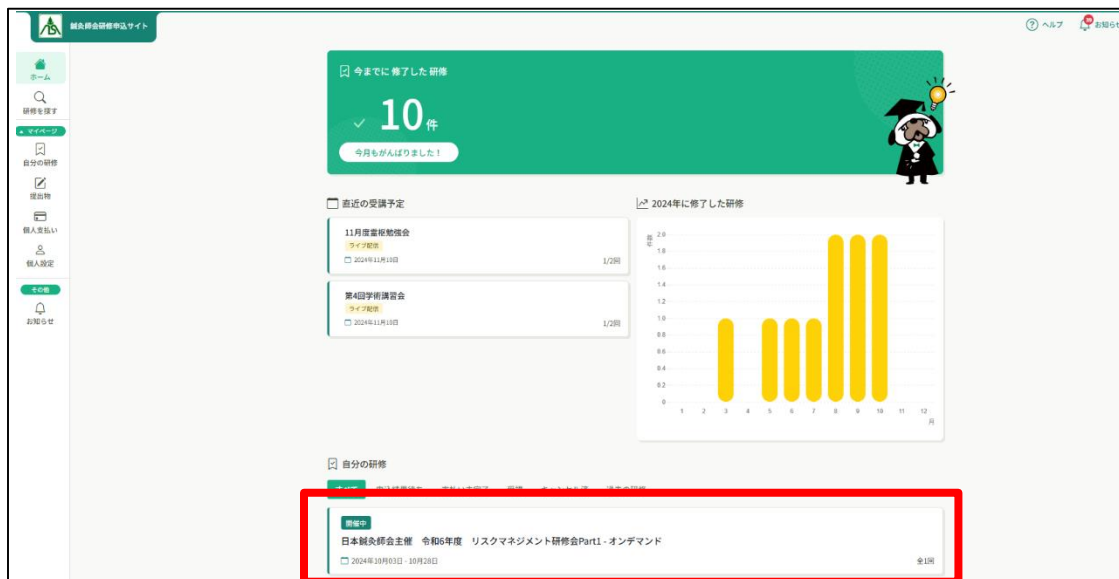 鍼灸師会研修申込サイト
ヘルプ
お知らせ
ホーム
研修を探す
マイページ
自分の研修
提出物
個人支払い
個人設定
その他
お知らせ
今までに 修了した 研修
10件
今月もがんばりました！
直近の受講予定
11月度霊枢勉強会
ライブ配信
2024年11月10日
1/2回
第4回学術講習会
ライブ配信
2024年11月10日
1/2回
2024年に修了した研修
件数
2.0
1.8
1.6
1.4
1.2
1.0
0.8
0.6
0.4
0.2
0
1 2 3 4 5 6 7 8 9 10 11 12
月
自分の研修
すべて
開催中
日本鍼灸師会主催 令和6年度 リスクマネジメント研修会Part1 - オンデマンド
2024年10月03日 - 10月28日
全1回